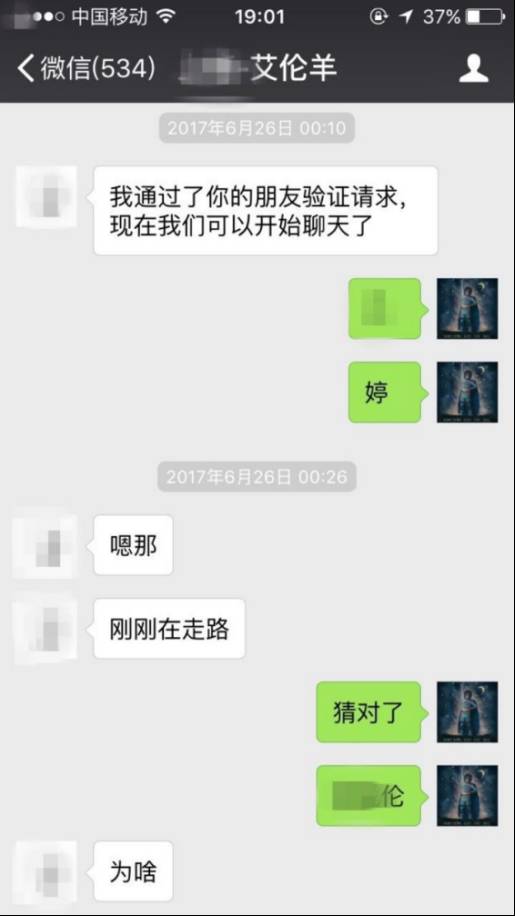 中国移动
19:01
37%
微信(534)
艾伦羊
2017年6月26日 00:10
我通过了你的朋友验证请求，
现在我们可以开始聊天了
婷
2017年6月26日 00:26
嗯那
刚刚在走路
猜对了
伦
为啥